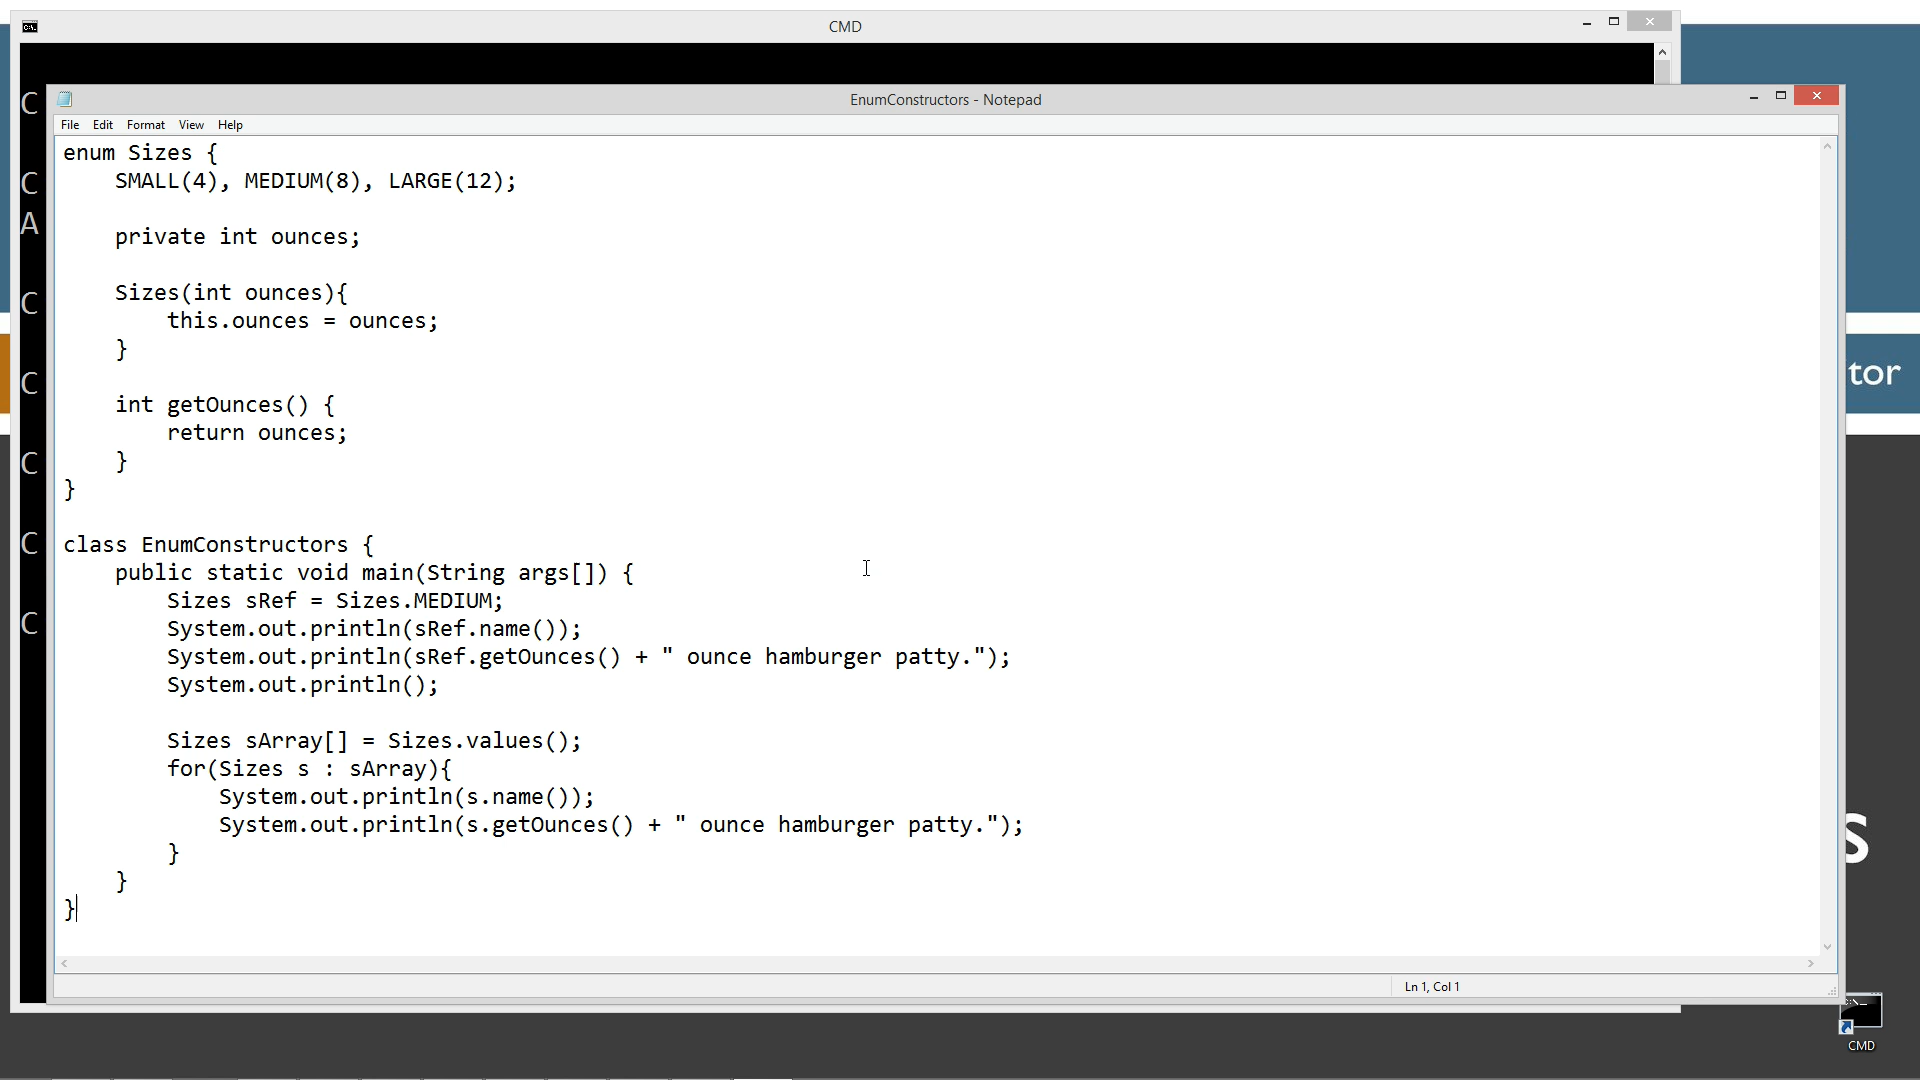 CMD
EnumConstructors - Notepad
File Edit Format View Help
enum Sizes {
    SMALL(4), MEDIUM(8), LARGE(12);

    private int ounces;

    Sizes(int ounces){
        this.ounces = ounces;
    }

    int getOunces() {
        return ounces;
    }
}

class EnumConstructors {
    public static void main(String args[]) {
        Sizes sRef = Sizes.MEDIUM;
        System.out.println(sRef.name());
        System.out.println(sRef.getOunces() + " ounce hamburger patty.");
        System.out.println();

        Sizes sArray[] = Sizes.values();
        for(Sizes s : sArray){
            System.out.println(s.name());
            System.out.println(s.getOunces() + " ounce hamburger patty.");
        }
    }
}
Ln 1, Col 1
C
C
A
C
C
C
C
C
tor
s
CMD